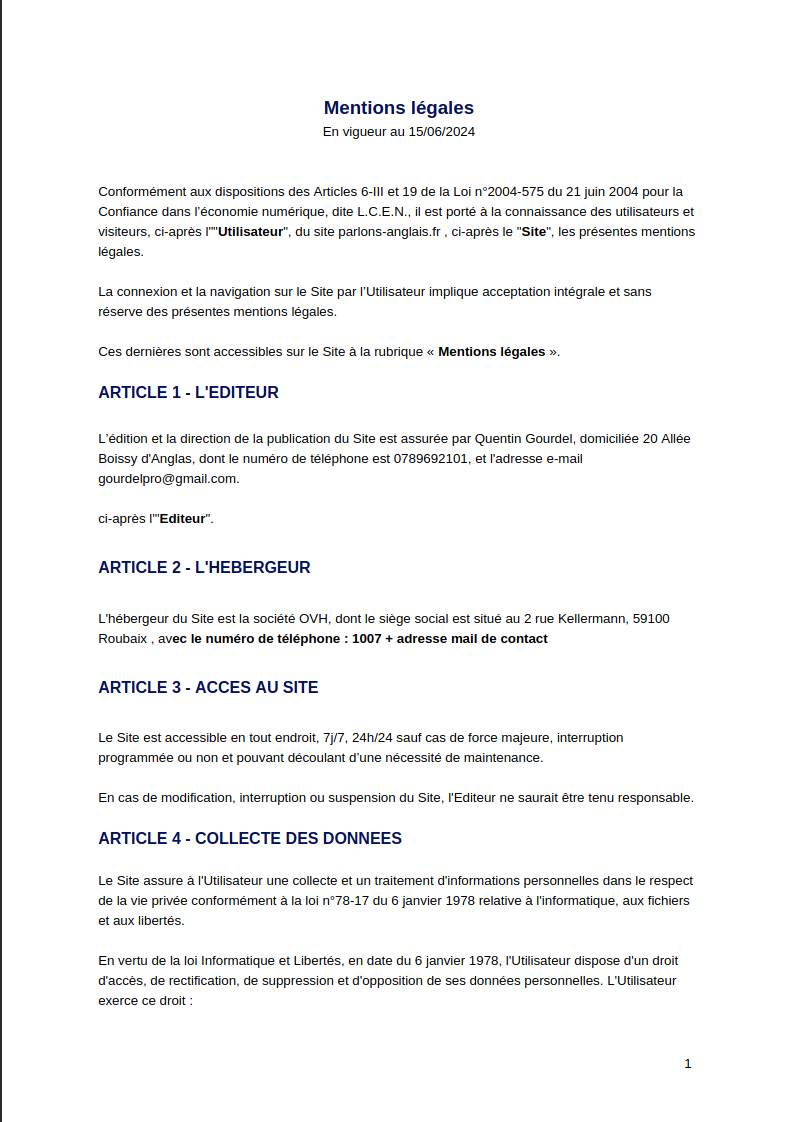 Mentions légales
En vigueur au 15/06/2024
Conformément aux dispositions des Articles 6-III et 19 de la Loi n°2004-575 du 21 juin 2004 pour la
Confiance dans l’économie numérique, dite L.C.E.N., il est porté à la connaissance des utilisateurs et
visiteurs, ci-après l""Utilisateur", du site parlons-anglais.fr , ci-après le "Site", les présentes mentions
légales.
La connexion et la navigation sur le Site par l’Utilisateur implique acceptation intégrale et sans
réserve des présentes mentions légales.
Ces dernières sont accessibles sur le Site à la rubrique « Mentions légales ».
ARTICLE 1 - L'EDITEUR
L'édition et la direction de la publication du Site est assurée par Quentin Gourdel, domiciliée 20 Allée
Boissy d'Anglas, dont le numéro de téléphone est 0789692101, et l'adresse e-mail
gourdelpro@gmail.com.
ci-après l'"Editeur".
ARTICLE 2 - L'HEBERGEUR
L'hébergeur du Site est la société OVH, dont le siège social est situé au 2 rue Kellermann, 59100
Roubaix , avec le numéro de téléphone : 1007 + adresse mail de contact
ARTICLE 3 - ACCES AU SITE
Le Site est accessible en tout endroit, 7j/7, 24h/24 sauf cas de force majeure, interruption
programmée ou non et pouvant découlant d’une nécessité de maintenance.
En cas de modification, interruption ou suspension du Site, l'Editeur ne saurait être tenu responsable.
ARTICLE 4 - COLLECTE DES DONNEES
Le Site assure à l'Utilisateur une collecte et un traitement d'informations personnelles dans le respect
de la vie privée conformément à la loi n°78-17 du 6 janvier 1978 relative à l'informatique, aux fichiers
et aux libertés.
En vertu de la loi Informatique et Libertés, en date du 6 janvier 1978, l'Utilisateur dispose d'un droit
d'accès, de rectification, de suppression et d'opposition de ses données personnelles. L'Utilisateur
exerce ce droit :
1